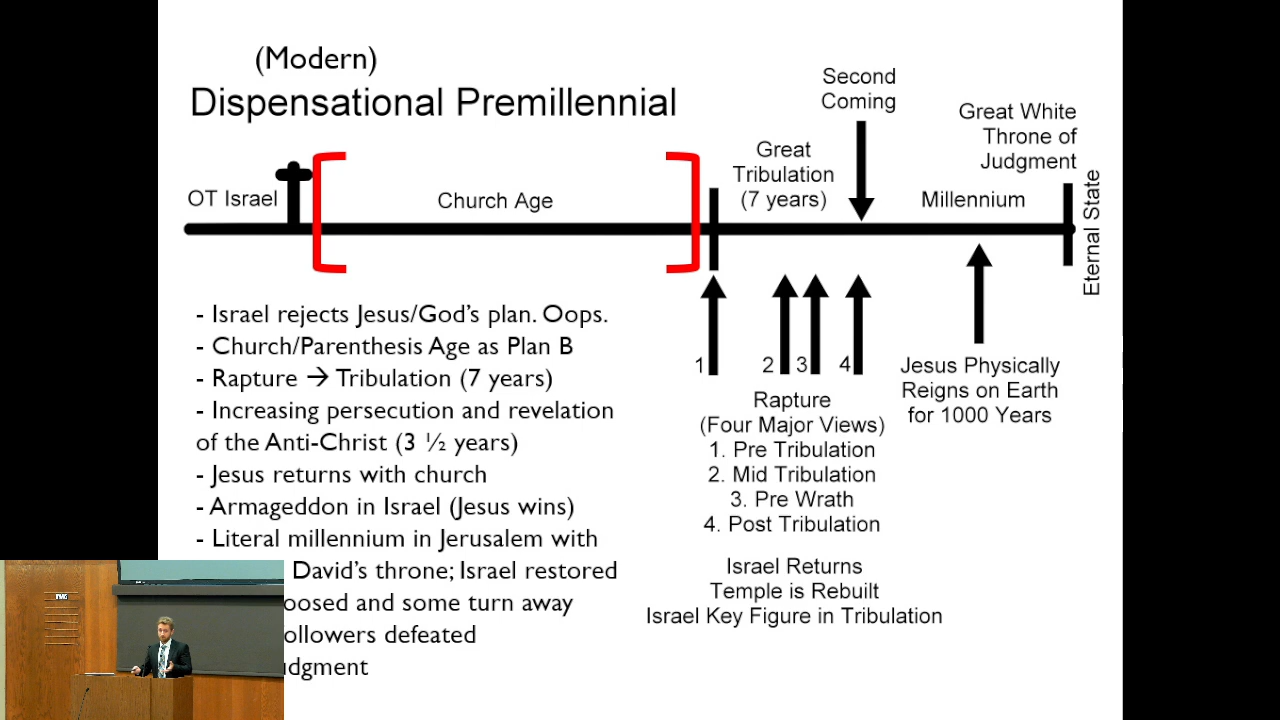 (Modern)
Dispensational Premillennial
Second
Coming
Great White
Throne of
Judgment
Great
Tribulation
(7 years)
OT Israel
Church Age
Millennium
Eternal State
- Israel rejects Jesus/God's plan. Oops.
- Church/Parenthesis Age as Plan B
- Rapture → Tribulation (7 years)
- Increasing persecution and revelation
of the Anti-Christ (3 ½ years)
- Jesus returns with church
- Armageddon in Israel (Jesus wins)
- Literal millennium in Jerusalem with
David's throne; Israel restored
oosed and some turn away
ollowers defeated
dgment
1
2
3
4
Rapture
(Four Major Views)
1. Pre Tribulation
2. Mid Tribulation
3. Pre Wrath
4. Post Tribulation
Israel Returns
Temple is Rebuilt
Israel Key Figure in Tribulation
Jesus Physically
Reigns on Earth
for 1000 Years